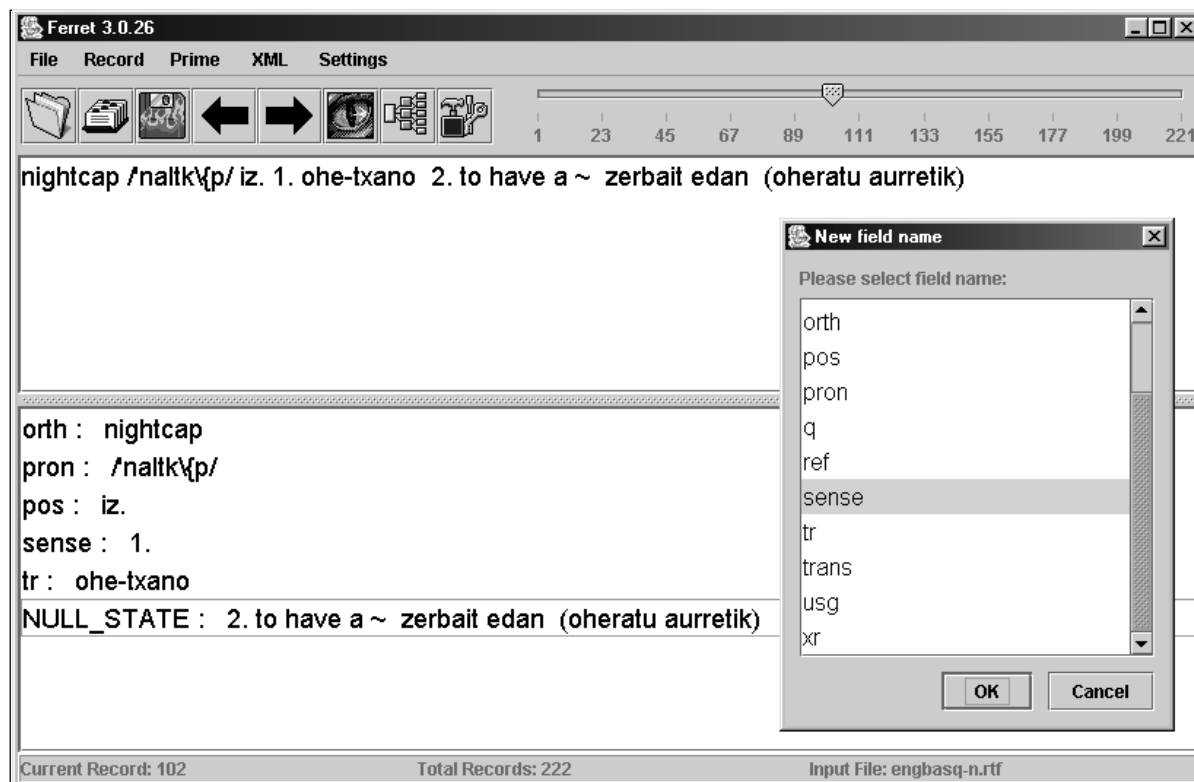 Ferret 3.0.26
File Record Prime XML Settings
1 23 45 67 89 111 133 155 177 199 221
nightcap /'naItk\{p/ iz. 1. ohe-txano 2. to have a ~ zerbait edan (oheratu aurretik)
New field name
Please select field name:
orth
pos
pron
q
ref
sense
tr
trans
usg
xr
OK Cancel
orth : nightcap
pron : /'naItk\{p/
pos : iz.
sense : 1.
tr : ohe-txano
NULL_STATE : 2. to have a ~ zerbait edan (oheratu aurretik)
Current Record: 102 Total Records: 222 Input File: engbasq-n.rtf